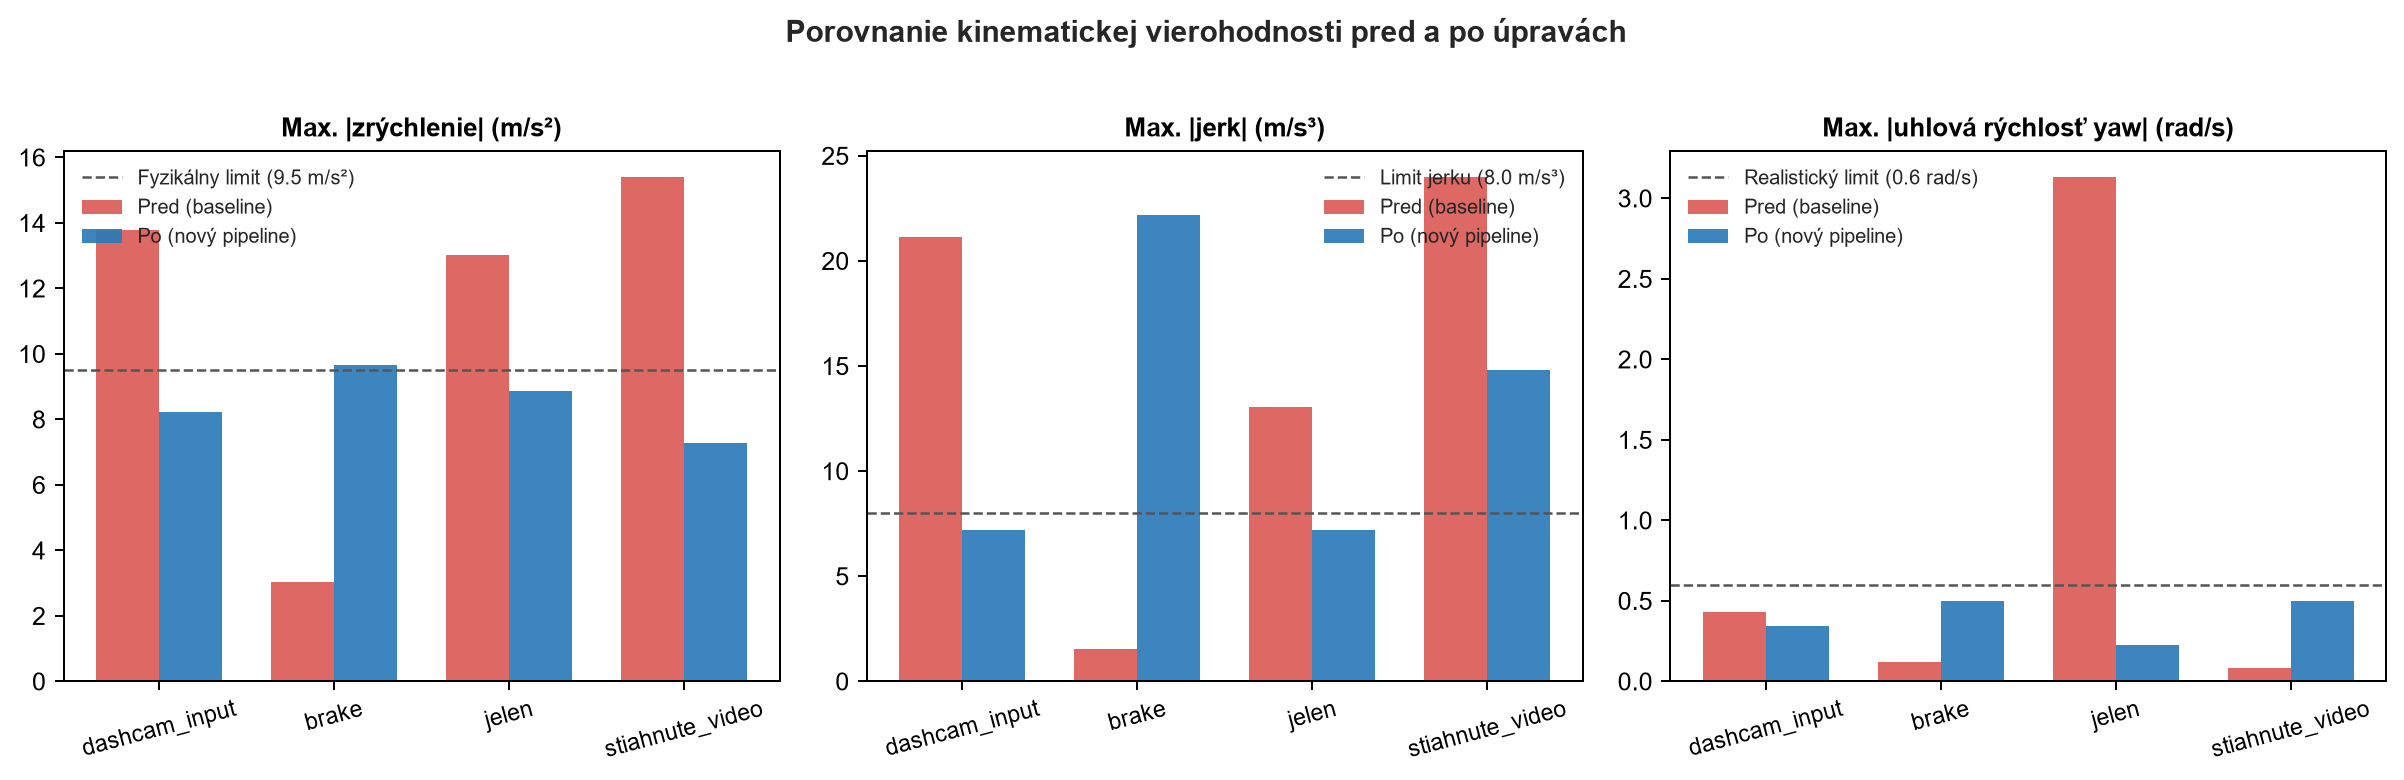 Porovnanie kinematickej vierohodnosti pred a po úpravách
Max. |zrýchlenie| (m/s²)
16
14
12
10
8
6
4
2
0
Fyzikálny limit (9.5 m/s²)
Pred (baseline)
Po (nový pipeline)
dashcam_input
brake
jelen
stiahnute_video
Max. |jerk| (m/s³)
25
20
15
10
5
0
Limit jerku (8.0 m/s³)
Pred (baseline)
Po (nový pipeline)
dashcam_input
brake
jelen
stiahnute_video
Max. |uhlová rýchlosť yaw| (rad/s)
3.0
2.5
2.0
1.5
1.0
0.5
0.0
Realistický limit (0.6 rad/s)
Pred (baseline)
Po (nový pipeline)
dashcam_input
brake
jelen
stiahnute_video